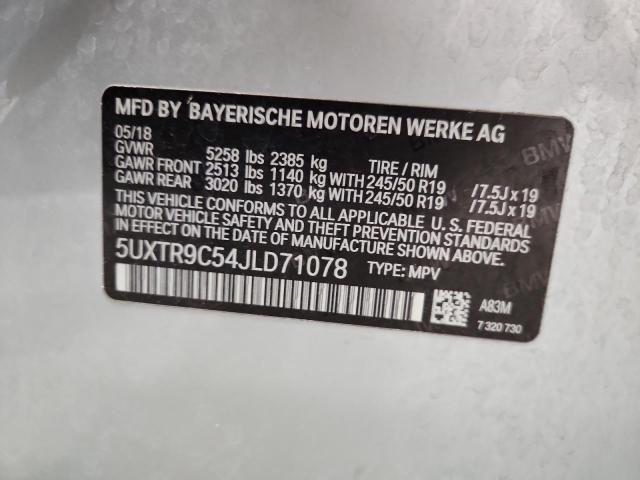 MFD BY BAYERISCHE MOTOREN WERKE AG
05/18
GVWR 5258 lbs 2385 kg TIRE / RIM
GAWR FRONT 2513 lbs 1140 kg WITH 245/50 R19 /7.5J x 19
GAWR REAR 3020 lbs 1370 kg WITH 245/50 R19 /7.5J x 19
THIS VEHICLE CONFORMS TO ALL APPLICABLE U. S. FEDERAL
MOTOR VEHICLE SAFETY AND THEFT PREVENTION STANDARDS
IN EFFECT ON THE DATE OF MANUFACTURE SHOWN ABOVE.
5UXTR9C54JLD71078 TYPE: MPV
A83M
7 320 730
BMW